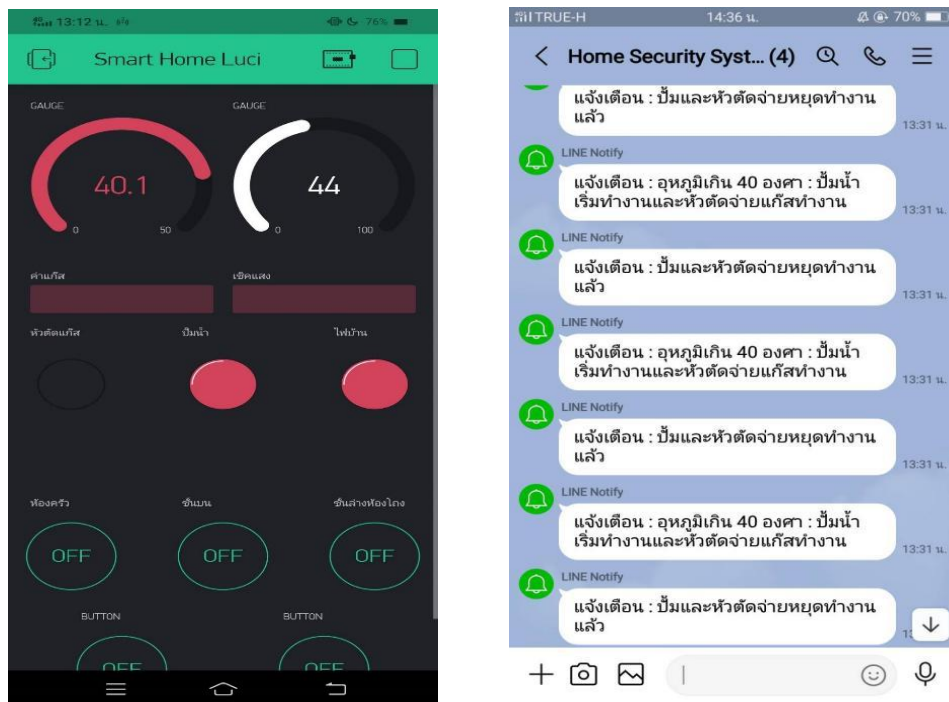 13:12 น.
76%
Smart Home Luci
GAUGE
GAUGE
40.1
44
0
50
0
100
ค่าแก๊ส
เช็คแสง
หัวตัดแก๊ส
ปั๊มน้ำ
ไฟบ้าน
ห้องครัว
ชั้นบน
ชั้นล่างห้องโถง
OFF
OFF
OFF
BUTTON
BUTTON
OFF
OFF
TRUE-H
14:36 น.
70%
Home Security Syst... (4)
แจ้งเตือน : ปั้มและหัวตัดจ่ายหยุดทำงาน
แล้ว
13:31 น.
LINE Notify
แจ้งเตือน : อุหภูมิเกิน 40 องศา : ปั้มน้ำ
เริ่มทำงานและหัวตัดจ่ายแก๊สทำงาน
13:31 น.
LINE Notify
แจ้งเตือน : ปั้มและหัวตัดจ่ายหยุดทำงาน
แล้ว
13:31 น.
LINE Notify
แจ้งเตือน : อุหภูมิเกิน 40 องศา : ปั้มน้ำ
เริ่มทำงานและหัวตัดจ่ายแก๊สทำงาน
13:31 น.
LINE Notify
แจ้งเตือน : ปั้มและหัวตัดจ่ายหยุดทำงาน
แล้ว
13:31 น.
LINE Notify
แจ้งเตือน : อุหภูมิเกิน 40 องศา : ปั้มน้ำ
เริ่มทำงานและหัวตัดจ่ายแก๊สทำงาน
13:31 น.
LINE Notify
แจ้งเตือน : ปั้มและหัวตัดจ่ายหยุดทำงาน
แล้ว